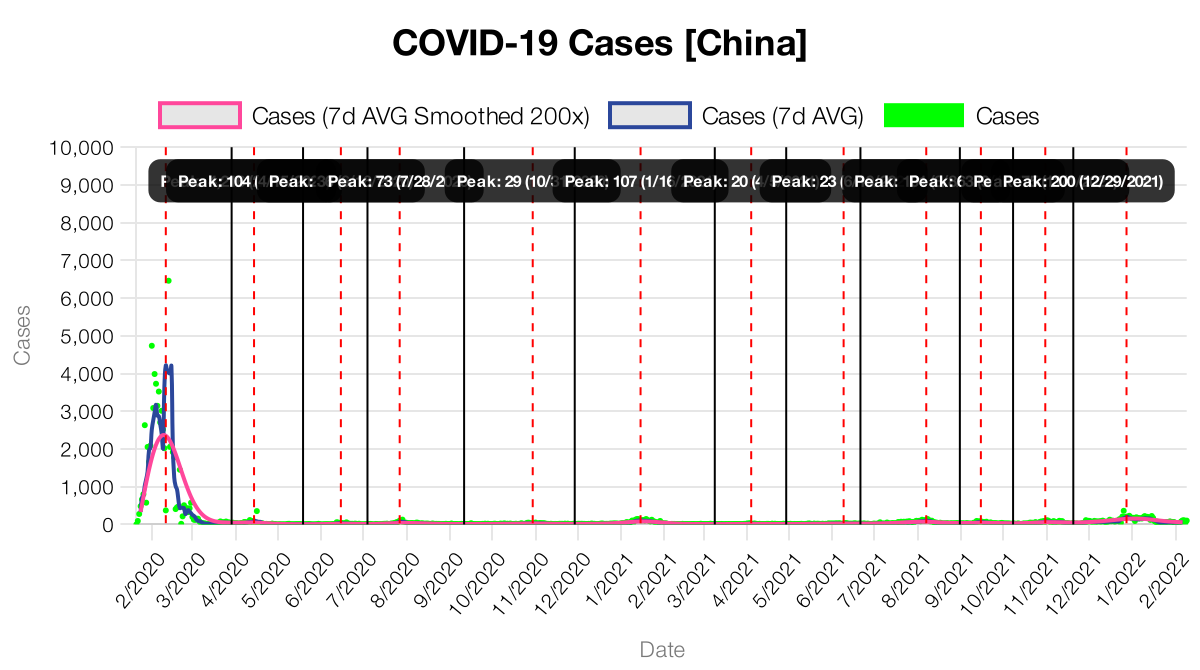 COVID-19 Cases [China]
Cases (7d AVG Smoothed 200x) Cases (7d AVG) Cases
10,000
Peak: 104 Peak: Peak: 73 (7/28/20 Peak: 29 (10/3 Peak: 107 (1/16 Peak: 20 (4/ Peak: 23 Peak: Peak: 6 Pe Peak: 200 (12/29/2021)
9,000
8,000
7,000
6,000
5,000
4,000
3,000
2,000
1,000
0
Cases
2/2020 3/2020 4/2020 5/2020 6/2020 7/2020 8/2020 9/2020 10/2020 11/2020 12/2020 1/2021 2/2021 3/2021 4/2021 5/2021 6/2021 7/2021 8/2021 9/2021 10/2021 11/2021 12/2021 1/2022 2/2022
Date